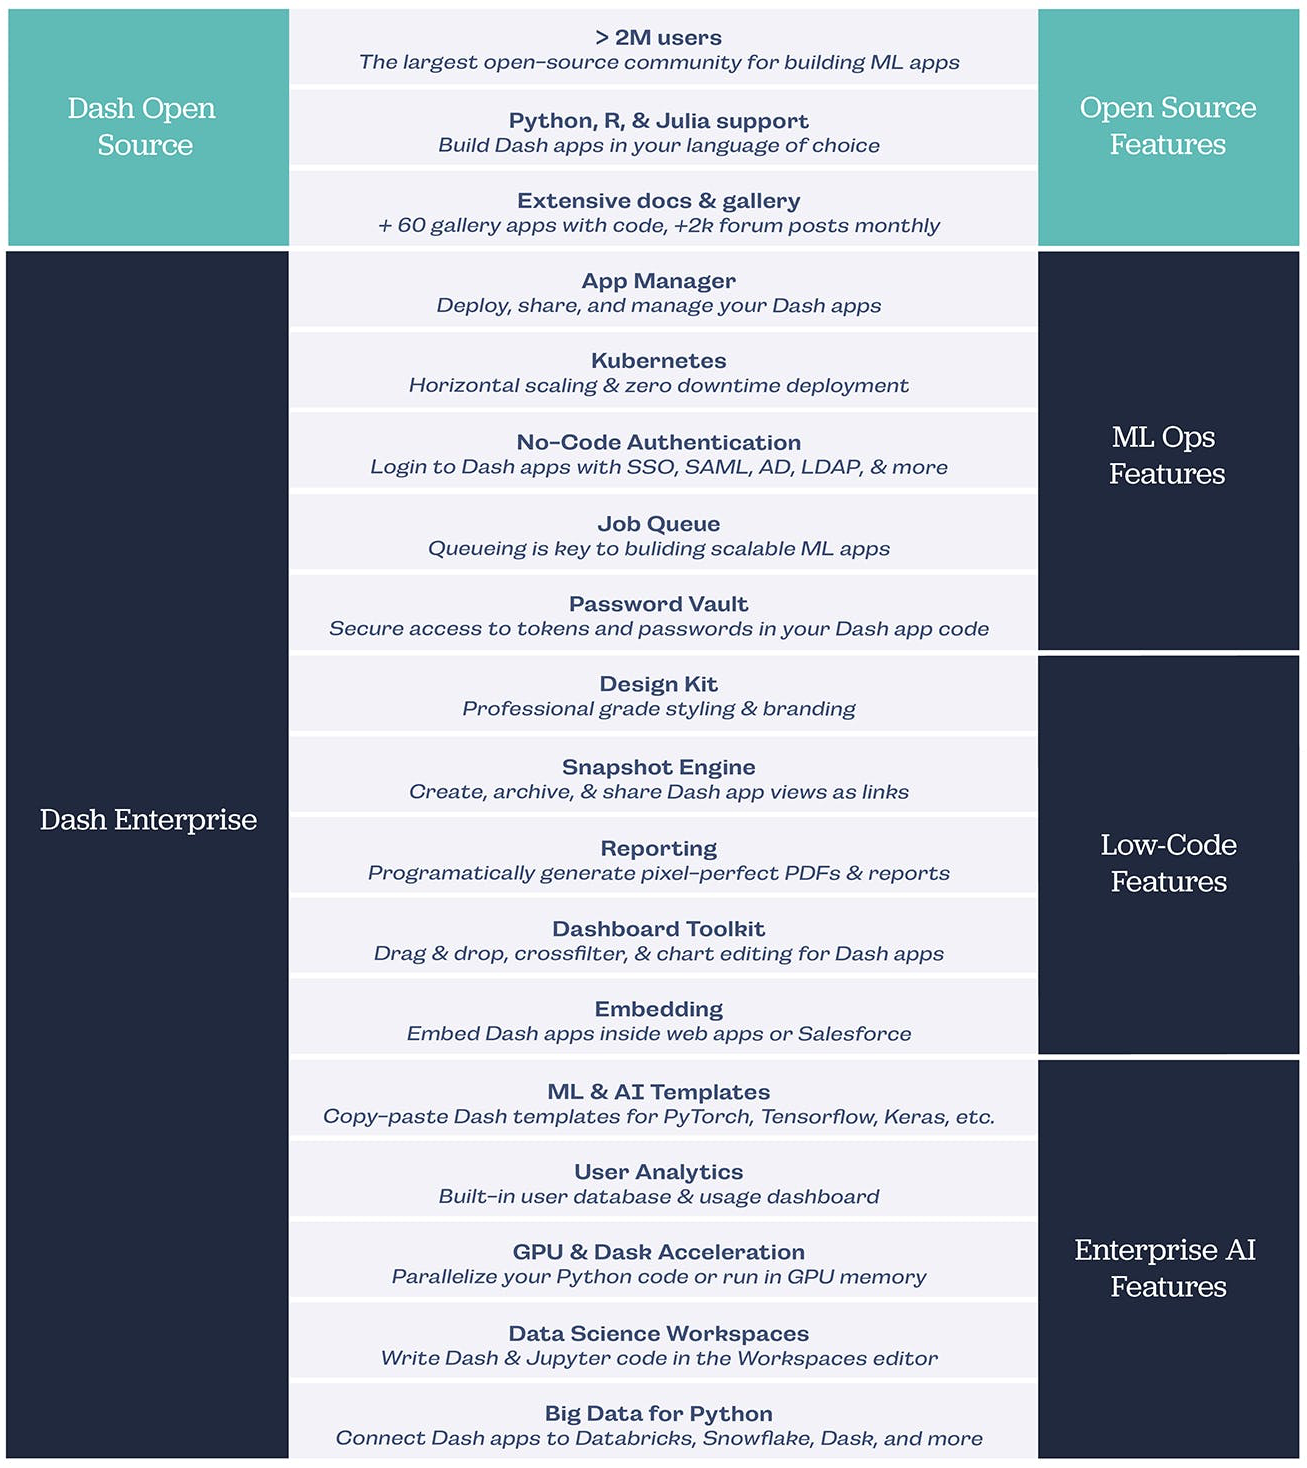 Dash Open
Source
> 2M users
The largest open-source community for building ML apps
Python, R, & Julia support
Build Dash apps in your language of choice
Extensive docs & gallery
+ 60 gallery apps with code, +2k forum posts monthly
Open Source
Features
Dash Enterprise
App Manager
Deploy, share, and manage your Dash apps
Kubernetes
Horizontal scaling & zero downtime deployment
No-Code Authentication
Login to Dash apps with SSO, SAML, AD, LDAP, & more
Job Queue
Queueing is key to buliding scalable ML apps
Password Vault
Secure access to tokens and passwords in your Dash app code
ML Ops
Features
Design Kit
Professional grade styling & branding
Snapshot Engine
Create, archive, & share Dash app views as links
Reporting
Programatically generate pixel-perfect PDFs & reports
Dashboard Toolkit
Drag & drop, crossfilter, & chart editing for Dash apps
Embedding
Embed Dash apps inside web apps or Salesforce
Low-Code
Features
ML & AI Templates
Copy-paste Dash templates for PyTorch, Tensorflow, Keras, etc.
User Analytics
Built-in user database & usage dashboard
GPU & Dask Acceleration
Parallelize your Python code or run in GPU memory
Data Science Workspaces
Write Dash & Jupyter code in the Workspaces editor
Big Data for Python
Connect Dash apps to Databricks, Snowflake, Dask, and more
Enterprise AI
Features